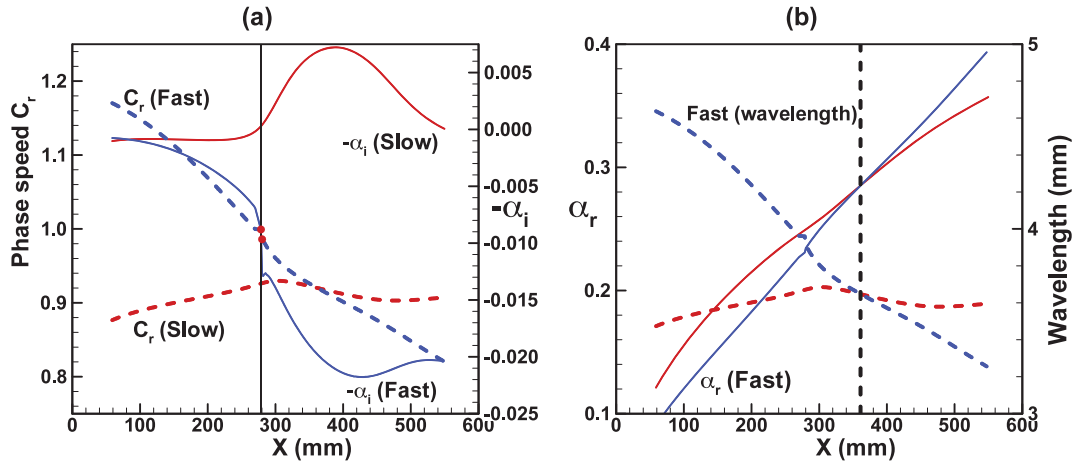 (a)
Phase speed C_r
1.2
1.1
1.0
0.9
0.8
C_r (Fast)
-α_i (Slow)
C_r (Slow)
-α_i (Fast)
0.005
0.000
-0.005
-α_i
-0.010
-0.015
-0.020
-0.025
0 100 200 300 400 500 600
X (mm)
(b)
α_r
0.4
0.3
0.2
0.1
Fast (wavelength)
α_r (Fast)
5
4
3
Wavelength (mm)
0 100 200 300 400 500 600
X (mm)